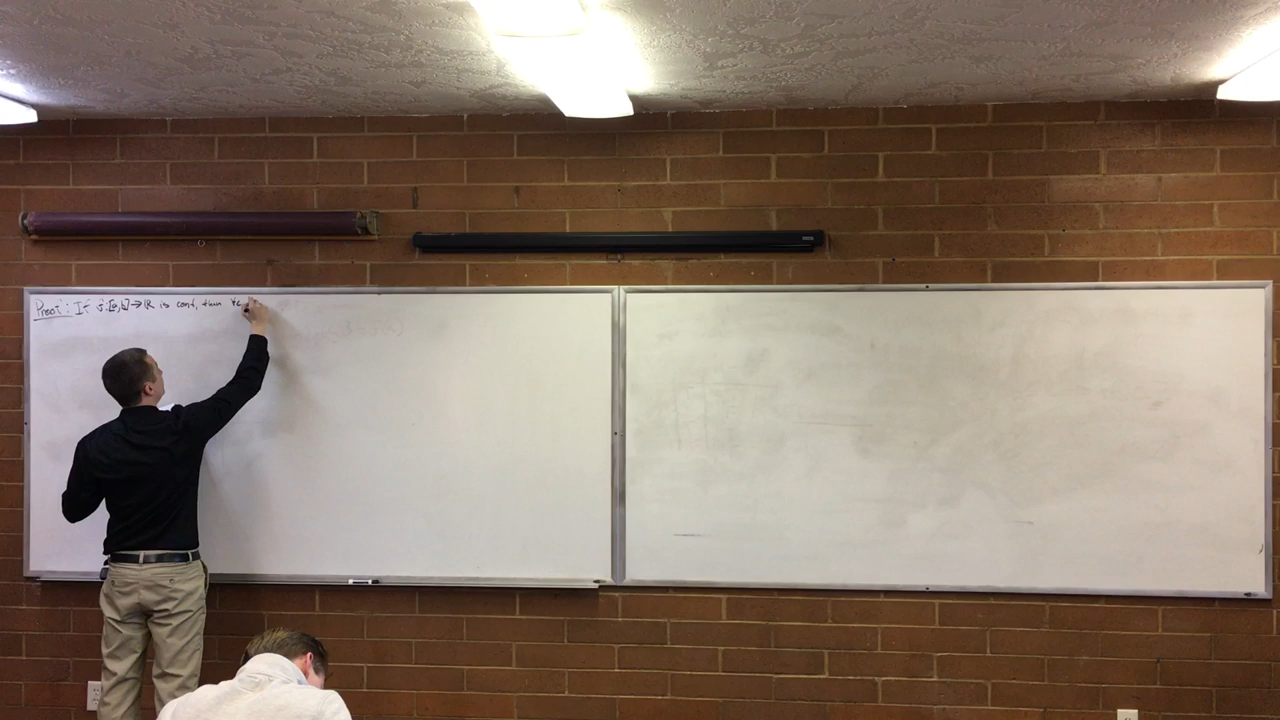 Proof: If f:[a,b]→ℝ is cont, then ∀ε